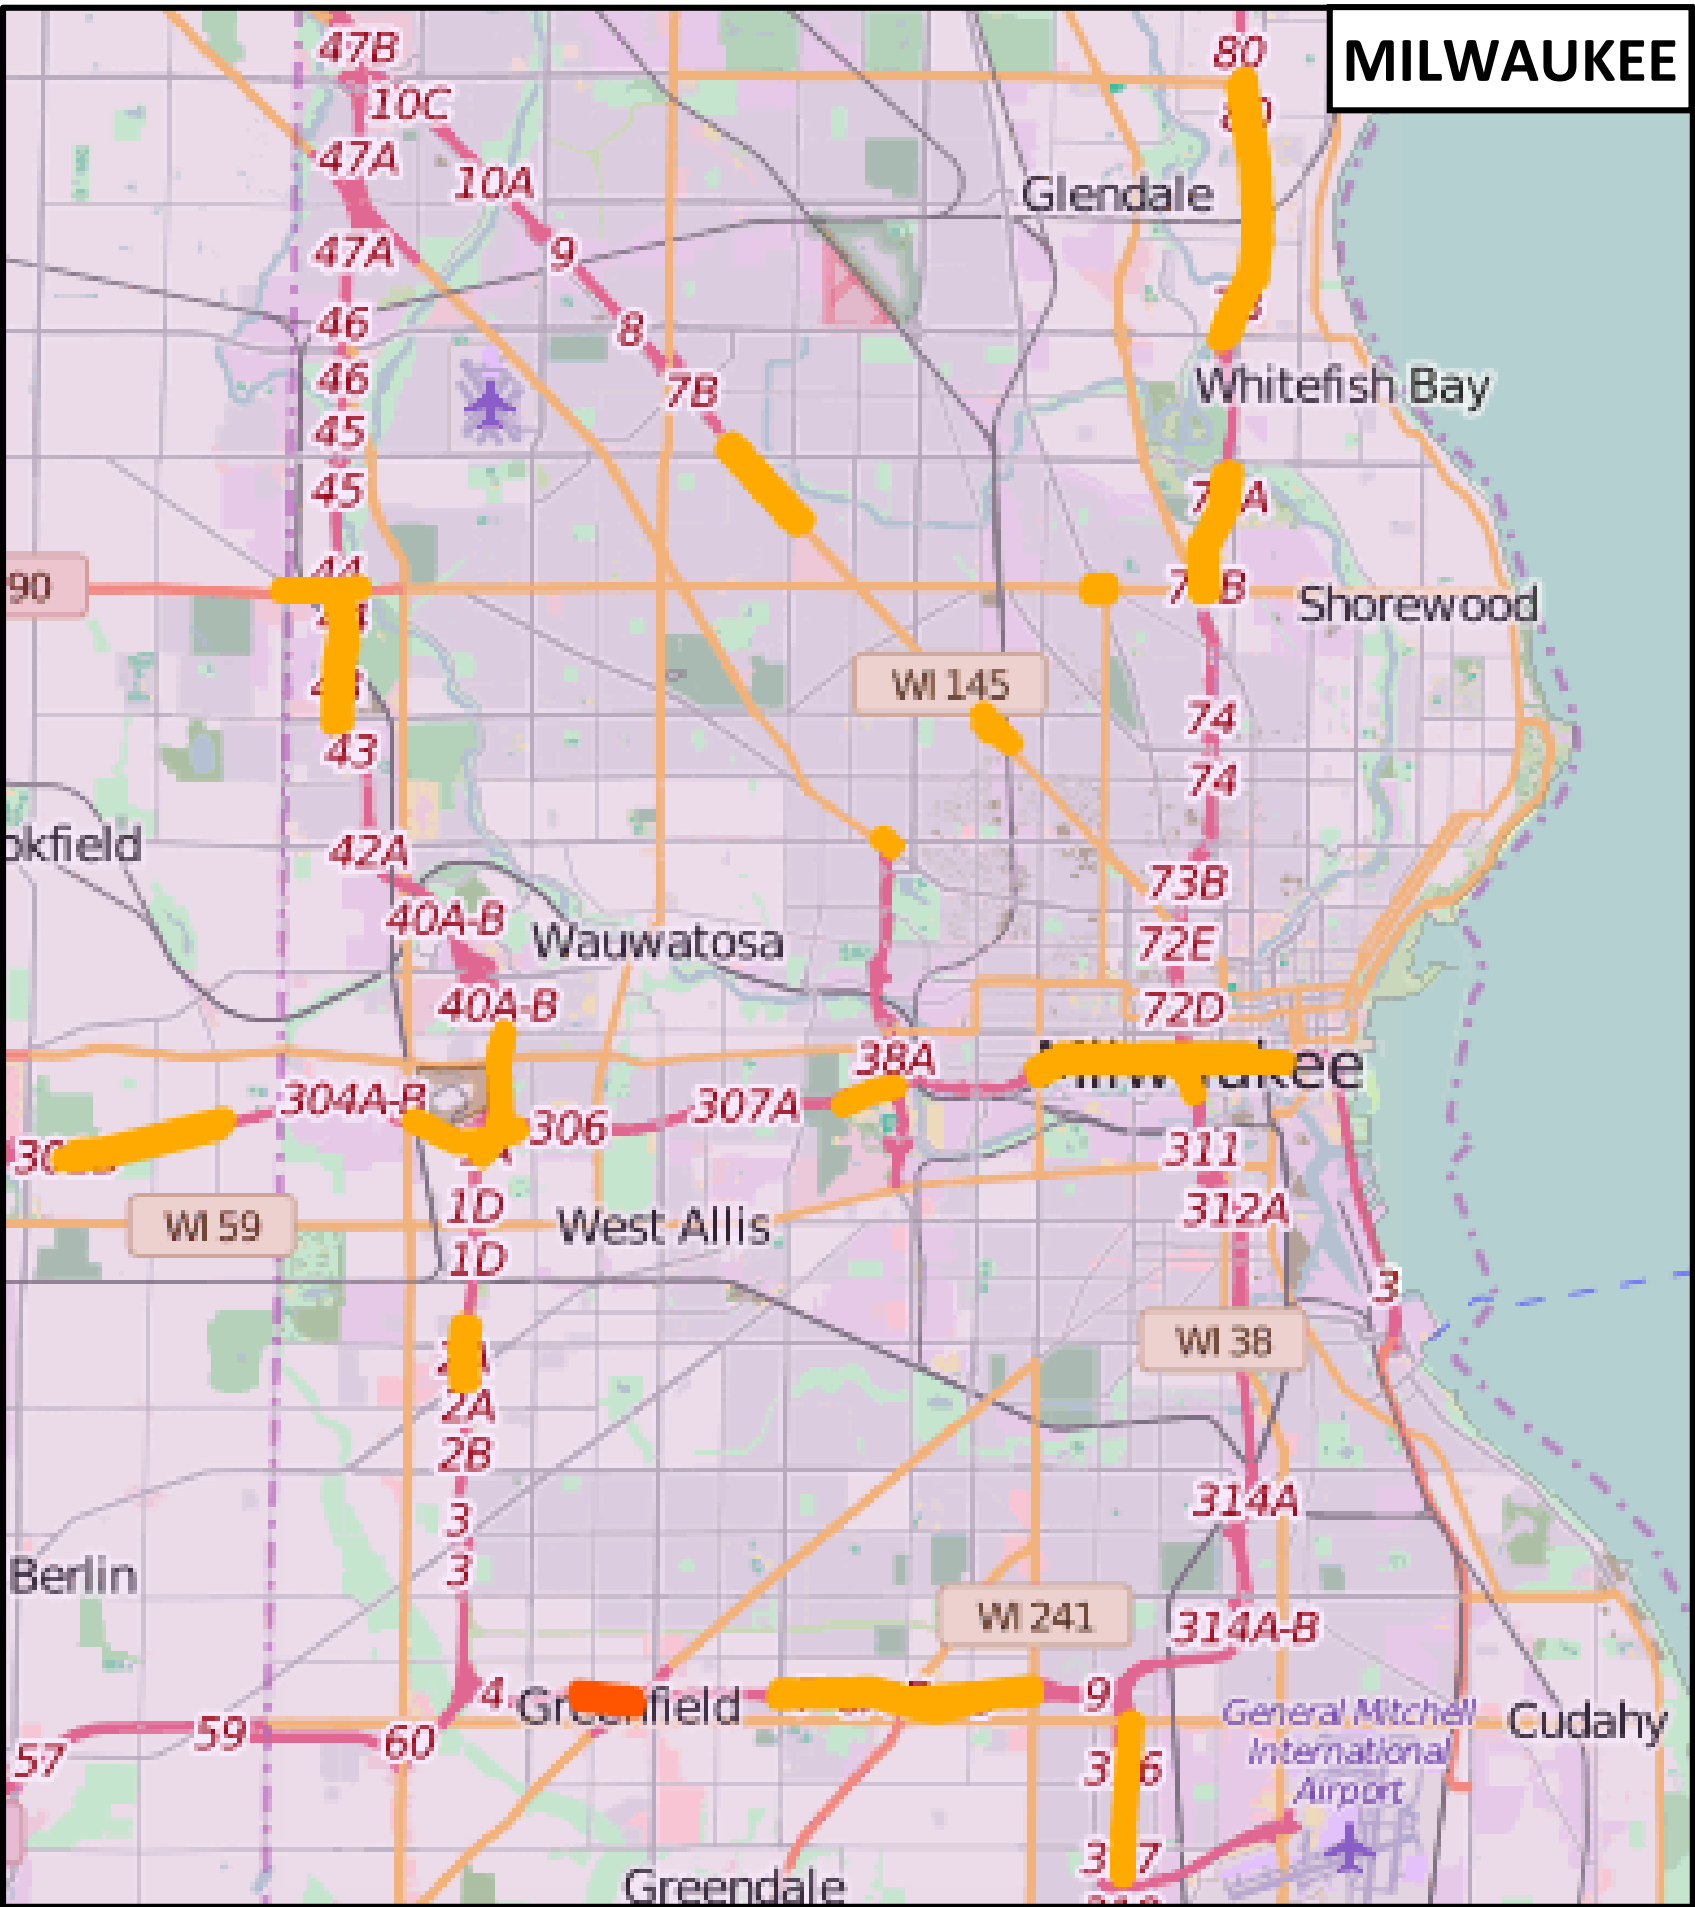 MILWAUKEE
47B
80
10C
47A
10A
Glendale
47A
9
46
8
46
7B
Whitefish Bay
45
45
44
90
Shorewood
WI 145
74
43
74
okfield
42A
73B
40A-B
Wauwatosa
72E
40A-B
72D
38A
304A-B
307A
306
311
1D
312A
WI 59
West Allis
1D
3
WI 38
2A
2B
314A
3
3
Berlin
WI 241
314A-B
4
9
General Mitchell
International
Airport
Cudahy
59
60
57
Greendale